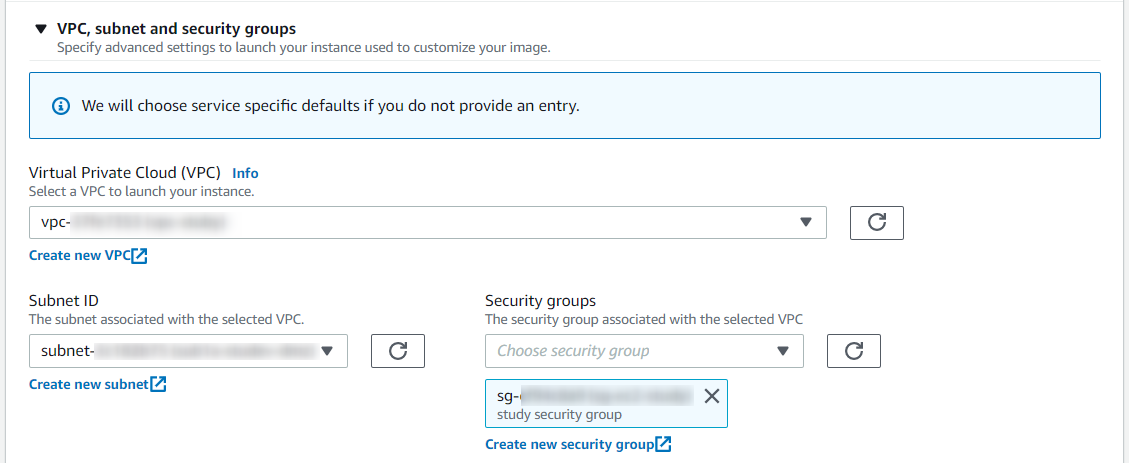 VPC, subnet and security groups
Specify advanced settings to launch your instance used to customize your image.
We will choose service specific defaults if you do not provide an entry.
Virtual Private Cloud (VPC) Info
Select a VPC to launch your instance.
vpc-
Create new VPC
Subnet ID
The subnet associated with the selected VPC.
subnet-
Create new subnet
Security groups
The security group associated with the selected VPC
Choose security group
sg-
study security group
Create new security group